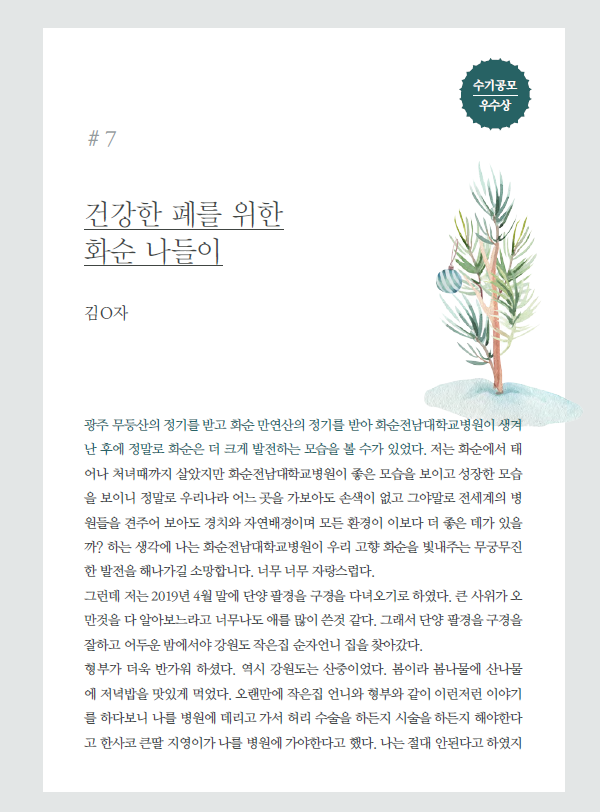 수기공모
우수상
#7
건강한 폐를 위한
화순 나들이
김O자
광주 무등산의 정기를 받고 화순 만연산의 정기를 받아 화순전남대학교병원이 생겨
난 후에 정말로 화순은 더 크게 발전하는 모습을 볼 수가 있었다. 저는 화순에서 태
어나 처녀때까지 살았지만 화순전남대학교병원이 좋은 모습을 보이고 성장한 모습
을 보이니 정말로 우리나라 어느 곳을 가보아도 손색이 없고 그야말로 전세계의 병
원들을 견주어 보아도 경치와 자연배경이며 모든 환경이 이보다 더 좋은 데가 있을
까? 하는 생각에 나는 화순전남대학교병원이 우리 고향 화순을 빛내주는 무궁무진
한 발전을 해나가길 소망합니다. 너무 너무 자랑스럽다.
그런데 저는 2019년 4월 말에 단양 팔경을 구경을 다녀오기로 하였다. 큰 사위가 오
만것을 다 알아보느라고 너무나도 애를 많이 쓴것 같다. 그래서 단양 팔경을 구경을
잘하고 어두운 밤에서야 강원도 작은집 순자언니 집을 찾아갔다.
형부가 더욱 반가워 하셨다. 역시 강원도는 산중이었다. 봄이라 봄나물에 산나물
에 저녁밥을 맛있게 먹었다. 오랜만에 작은집 언니와 형부와 같이 이런저런 이야기
를 하다보니 나를 병원에 데리고 가서 허리 수술을 하든지 시술을 하든지 해야한다
고 한사코 큰딸 지영이가 나를 병원에 가야한다고 했다. 나는 절대 안된다고 하였지